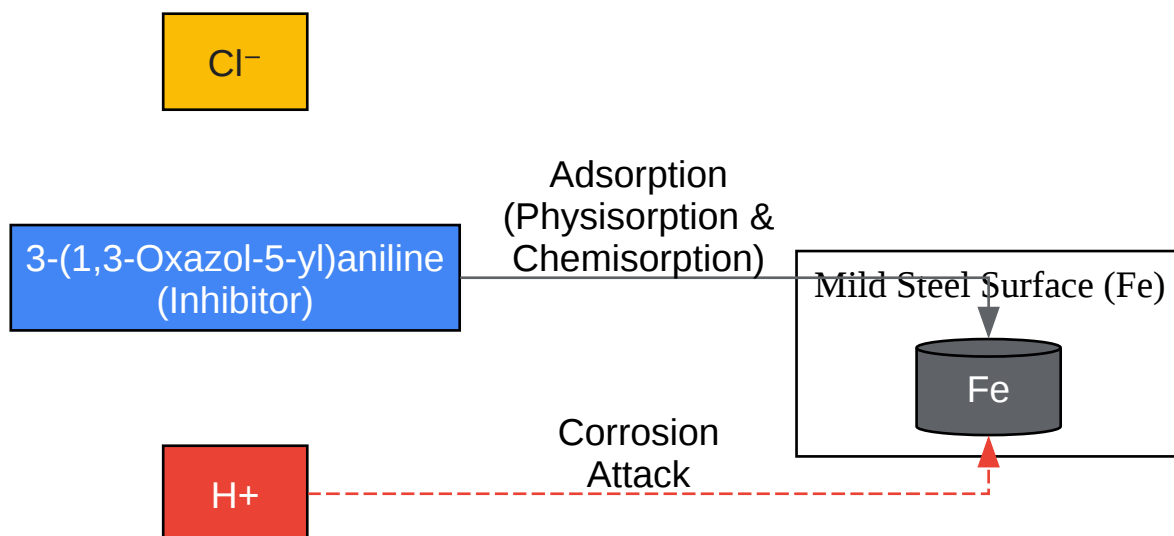 Cl⁻
Adsorption
(Physisorption &
Chemisorption)
3-(1,3-Oxazol-5-yl)aniline
(Inhibitor)
Mild Steel Surface (Fe)
Fe
Corrosion
Attack
H+